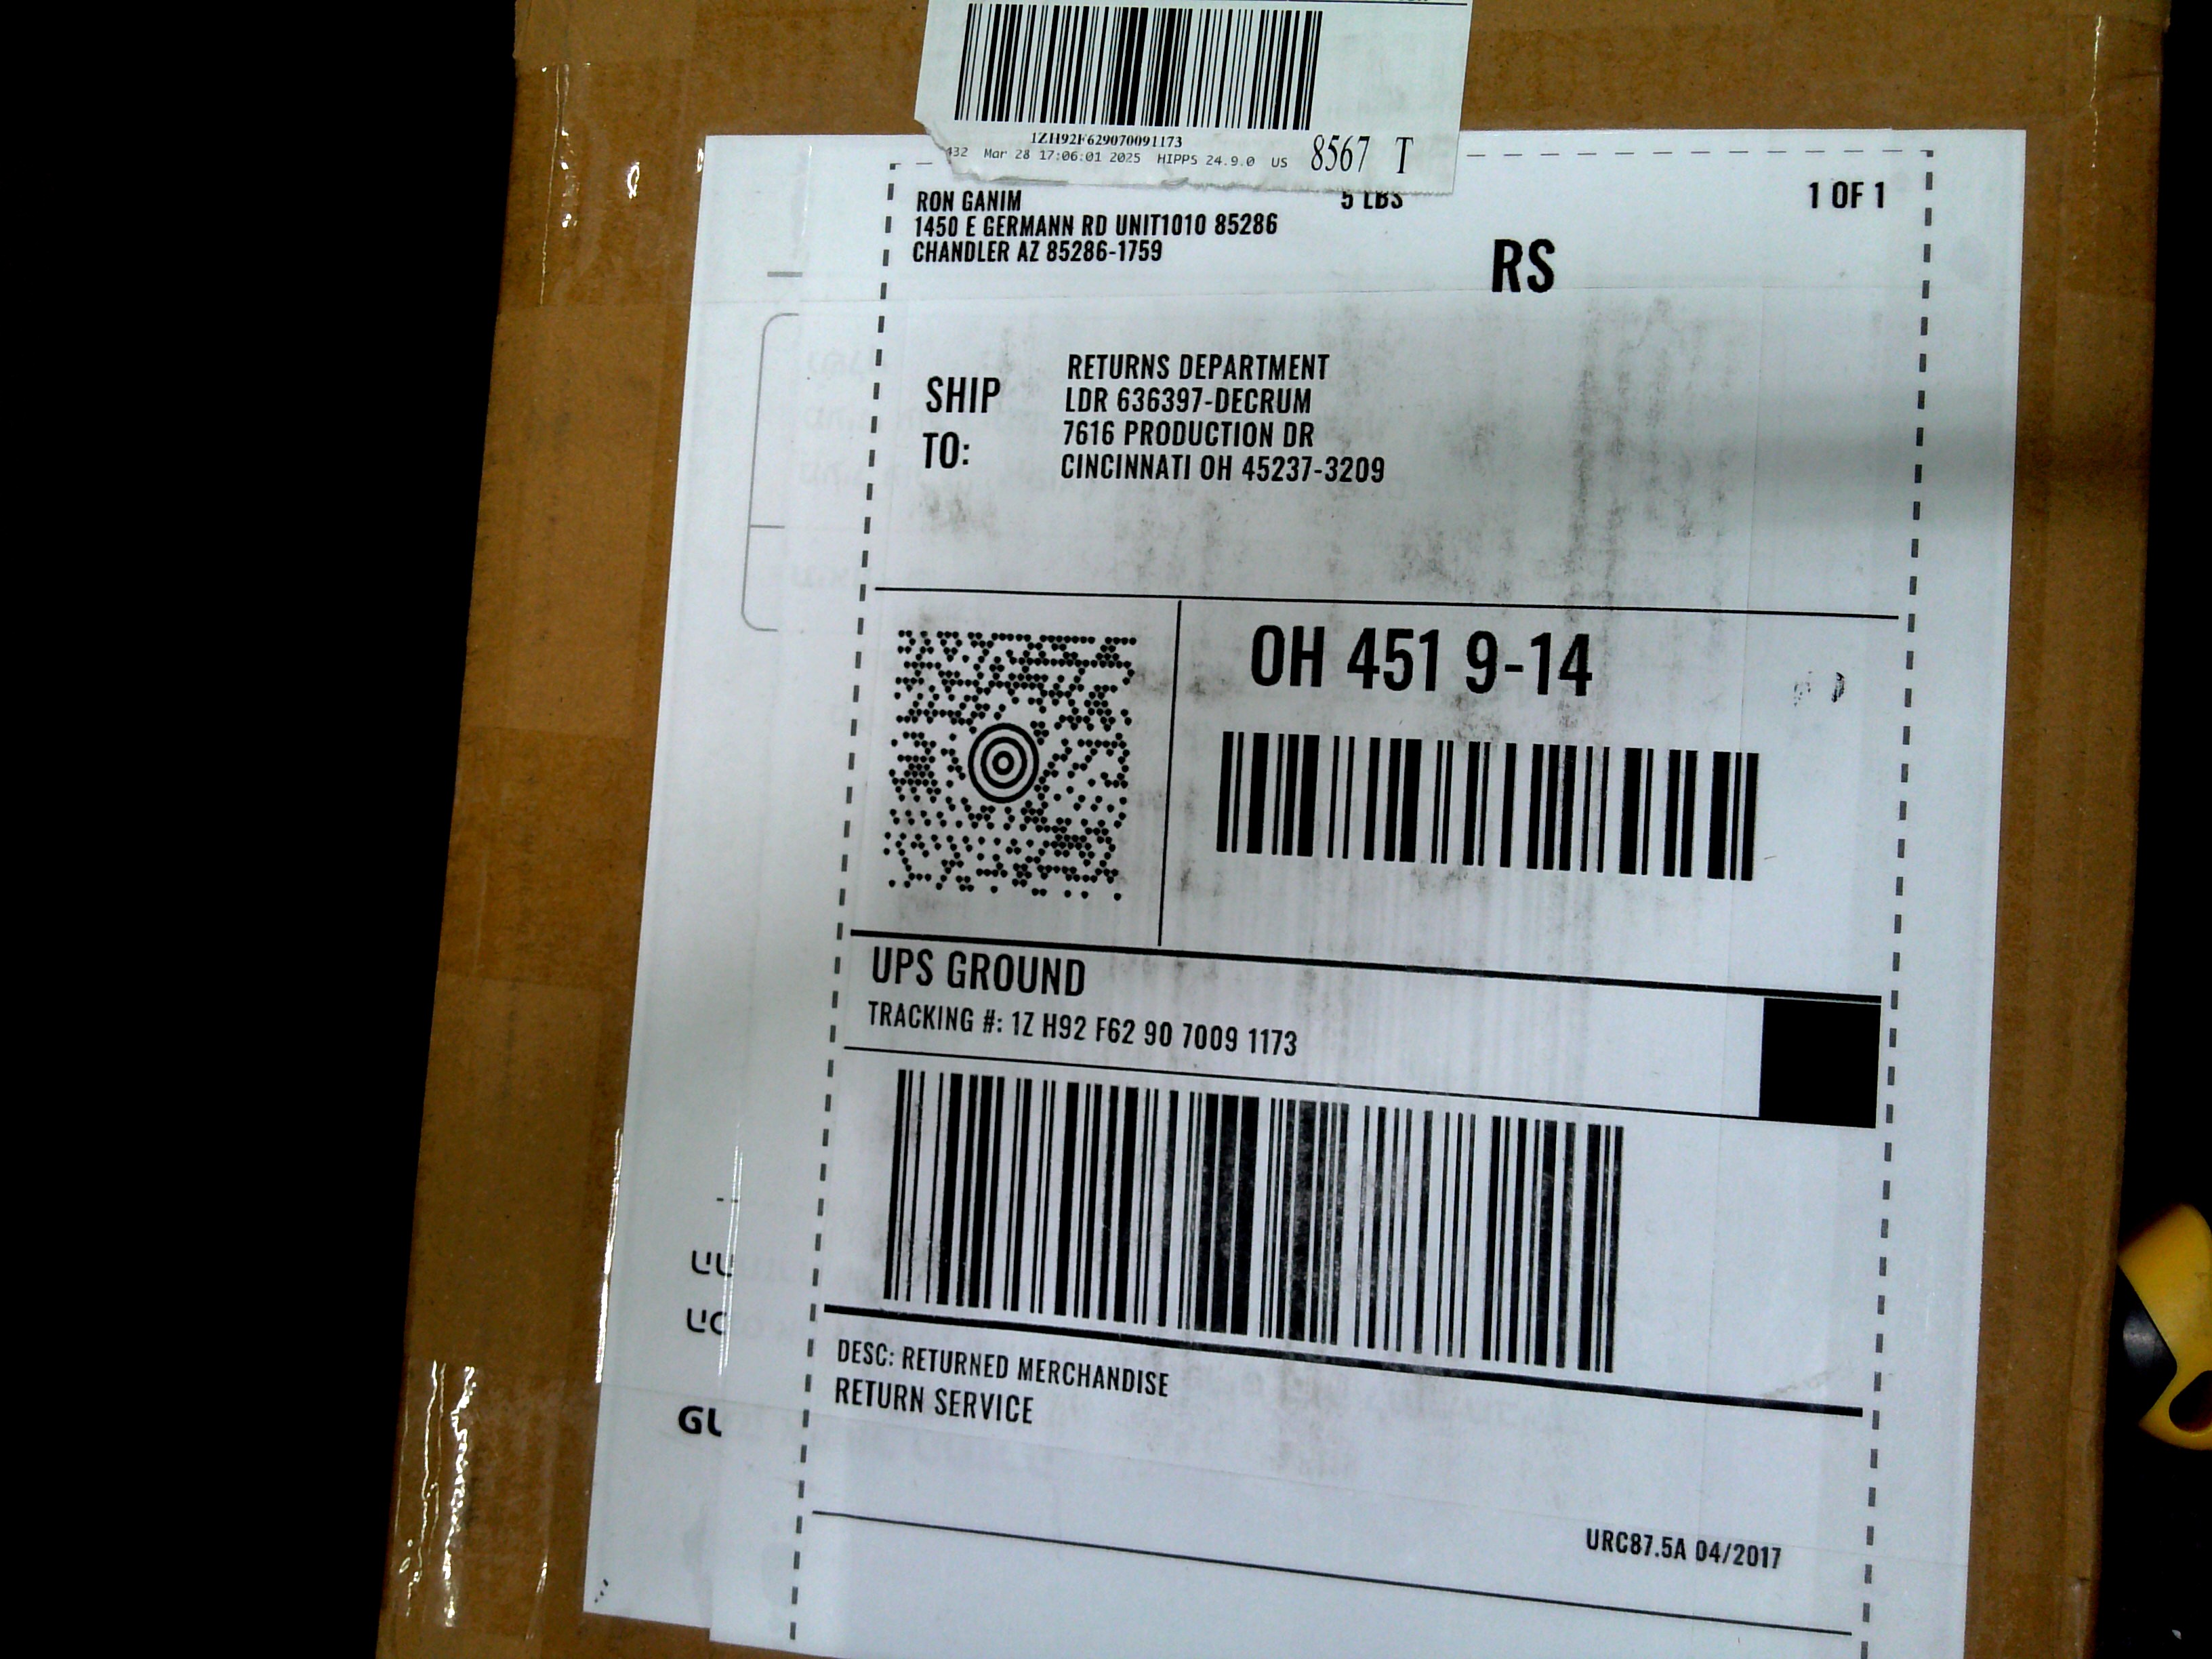 1ZH92F629070091173
432 Mar 28 17:06:01 2025 HIPPS 24.9.0 US 8567 T
RON GANIM
1450 E GERMANN RD UNIT1010 85286
CHANDLER AZ 85286-1759
5 LBS
1 OF 1
RS
SHIP
TO:
RETURNS DEPARTMENT
LDR 636397-DECRUM
7616 PRODUCTION DR
CINCINNATI OH 45237-3209
OH 451 9-14
UPS GROUND
TRACKING #: 1Z H92 F62 90 7009 1173
DESC: RETURNED MERCHANDISE
RETURN SERVICE
URC87.5A 04/2017